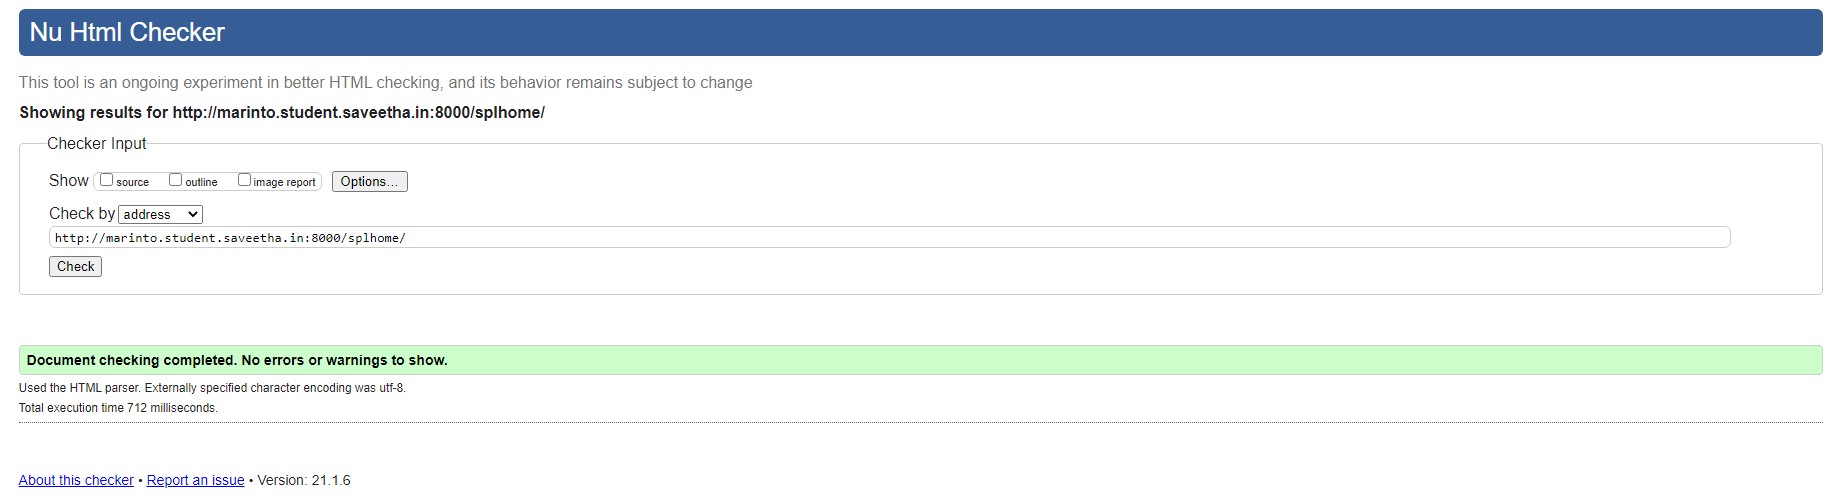 Nu Html Checker
This tool is an ongoing experiment in better HTML checking, and its behavior remains subject to change
Showing results for http://marinto.student.saveetha.in:8000/splhome/
Checker Input
Show source outline image report Options...
Check by address
http://marinto.student.saveetha.in:8000/splhome/
Check
Document checking completed. No errors or warnings to show.
Used the HTML parser. Externally specified character encoding was utf-8.
Total execution time 712 milliseconds.
About this checker • Report an issue • Version: 21.1.6